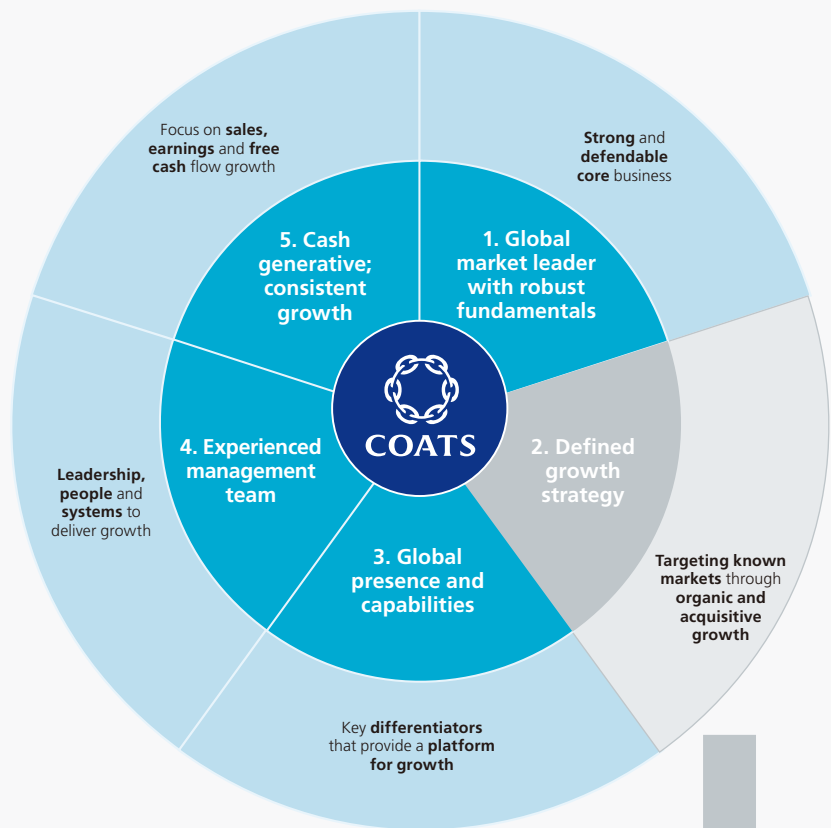 Focus on sales,
earnings and free
cash flow growth
Strong and
defendable
core business
5. Cash
generative;
consistent
growth
1. Global
market leader
with robust
fundamentals
COATS
4. Experienced
management
team
2. Defined
growth
strategy
Leadership,
people and
systems to
deliver growth
3. Global
presence and
capabilities
Targeting known
markets through
organic and
acquisitive
growth
Key differentiators
that provide a platform
for growth